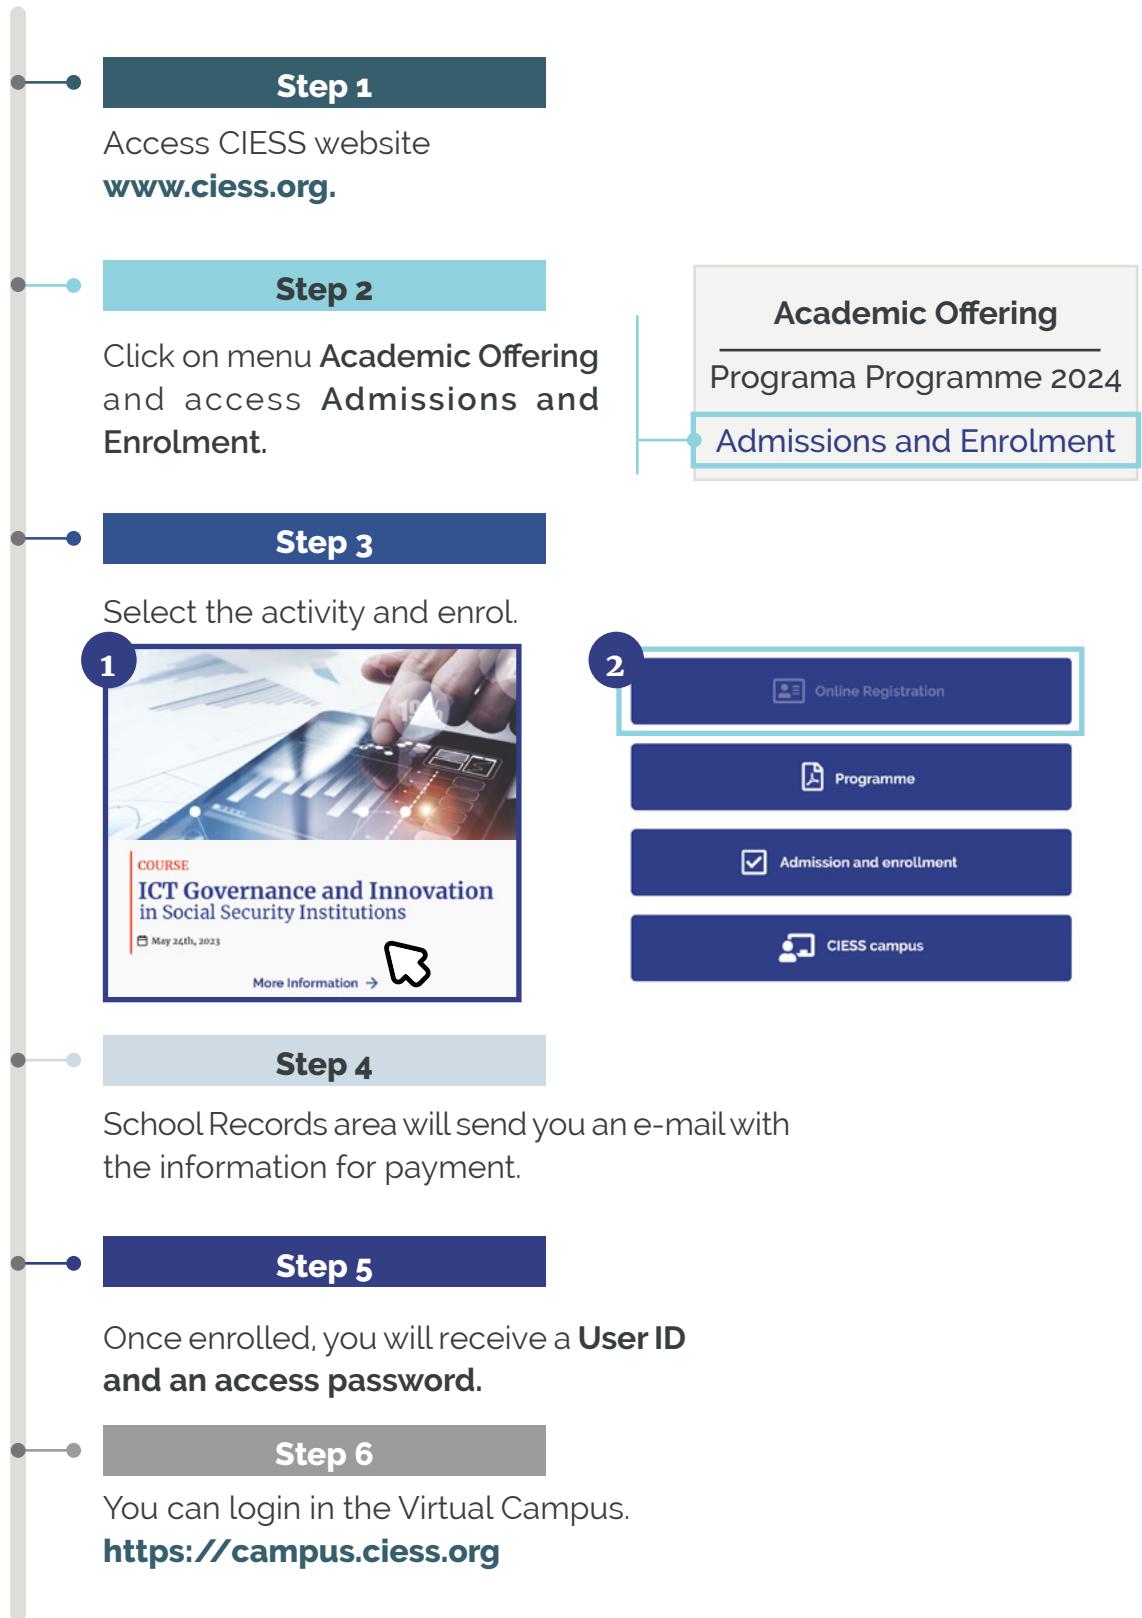 Step 1
Access CIESS website
www.ciess.org.
Step 2
Click on menu Academic Offering
and access Admissions and
Enrolment.
Academic Offering
Programa Programme 2024
Admissions and Enrolment
Step 3
Select the activity and enrol.
1
19%
COURSE
ICT Governance and Innovation
in Social Security Institutions
May 24th, 2023
More Information →
2
Online Registration
Programme
Admission and enrollment
CIESS campus
Step 4
School Records area will send you an e-mail with
the information for payment.
Step 5
Once enrolled, you will receive a User ID
and an access password.
Step 6
You can login in the Virtual Campus.
https://campus.ciess.org